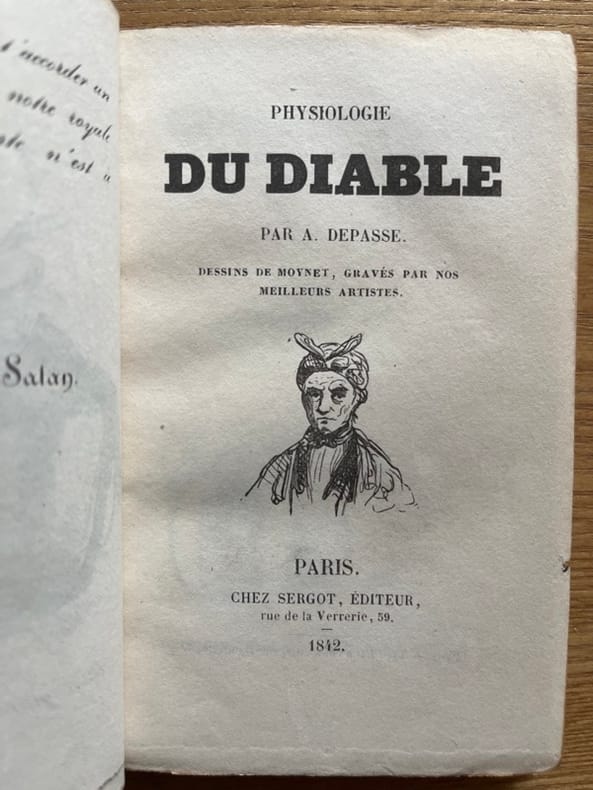 t'accorder un
notre royale
n'est
Satan.
PHYSIOLOGIE
DU DIABLE
PAR A. DEPASSE.
DESSINS DE MOYNET, GRAVÉS PAR NOS
MEILLEURS ARTISTES.
PARIS.
CHEZ SERGOT, ÉDITEUR,
rue de la Verrerie, 59.
1842.